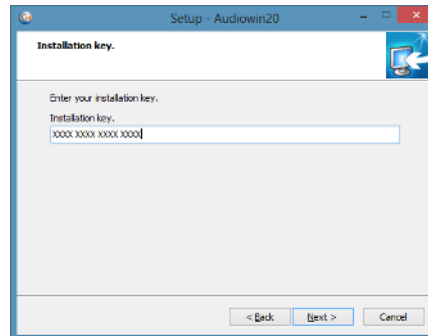 Setup - Audiowin20
Installation key.
Enter your installation key.
Installation key.
xxxx xxxx xxxx xxxx
< Back
Next >
Cancel